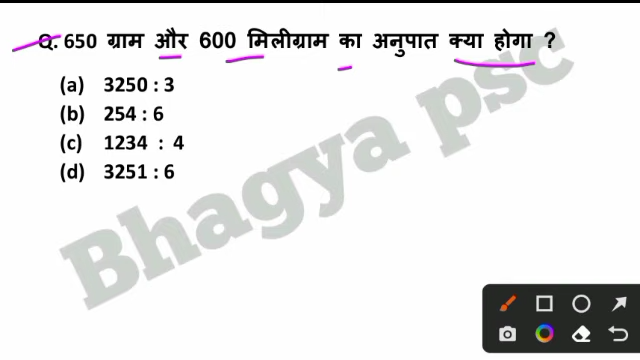 Q. 650 ग्राम और 600 मिलीग्राम का अनुपात क्या होगा ?
(a) 3250 : 3
(b) 254 : 6
(c) 1234 : 4
(d) 3251 : 6
Bhagya psc